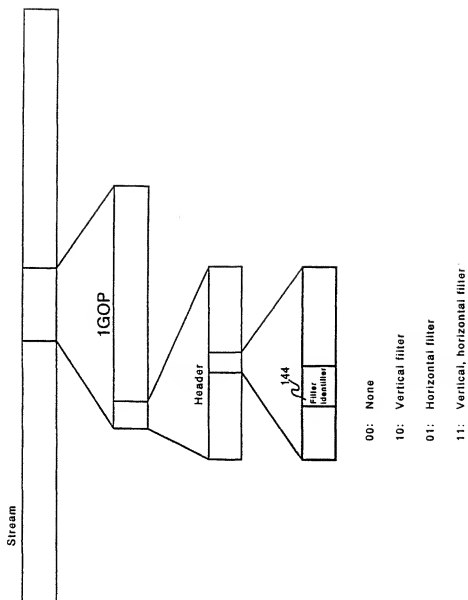 Stream
1GOP
Header
144
Filter
Identifier
00: None
10: Vertical filter
01: Horizontal filter
11: Vertical, horizontal filter